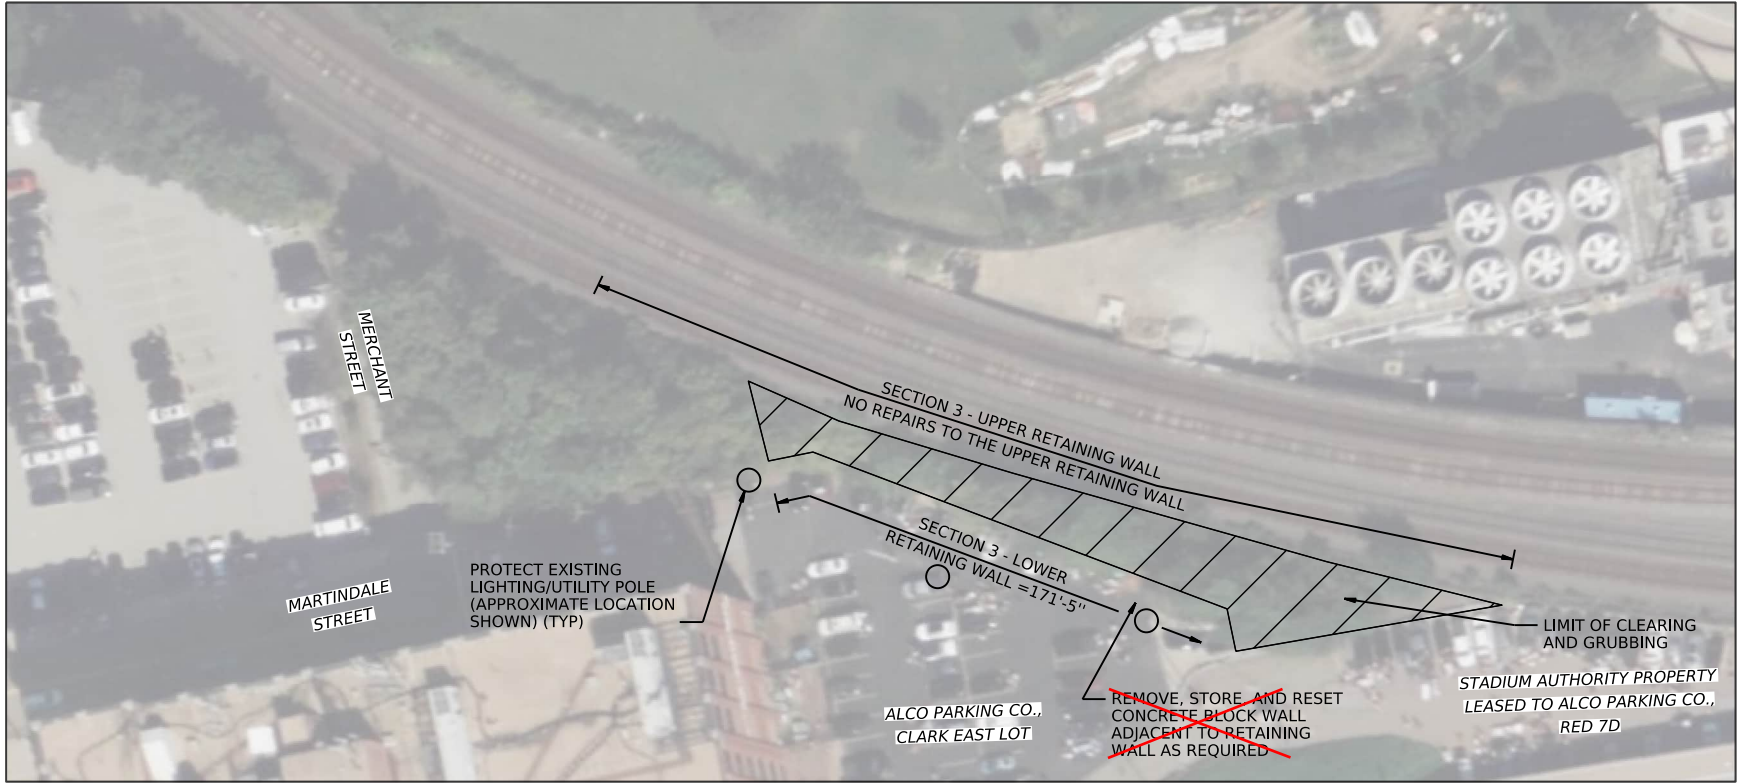 MERCHANT
STREET
SECTION 3 - UPPER RETAINING WALL
NO REPAIRS TO THE UPPER RETAINING WALL
SECTION 3 - LOWER
RETAINING WALL =171'-5"
PROTECT EXISTING
LIGHTING/UTILITY POLE
(APPROXIMATE LOCATION
SHOWN) (TYP)
MARTINDALE
STREET
LIMIT OF CLEARING
AND GRUBBING
STADIUM AUTHORITY PROPERTY
LEASED TO ALCO PARKING CO.,
RED 7D
ALCO PARKING CO.,
CLARK EAST LOT
REMOVE, STORE, AND RESET
CONCRETE BLOCK WALL
ADJACENT TO RETAINING
WALL AS REQUIRED